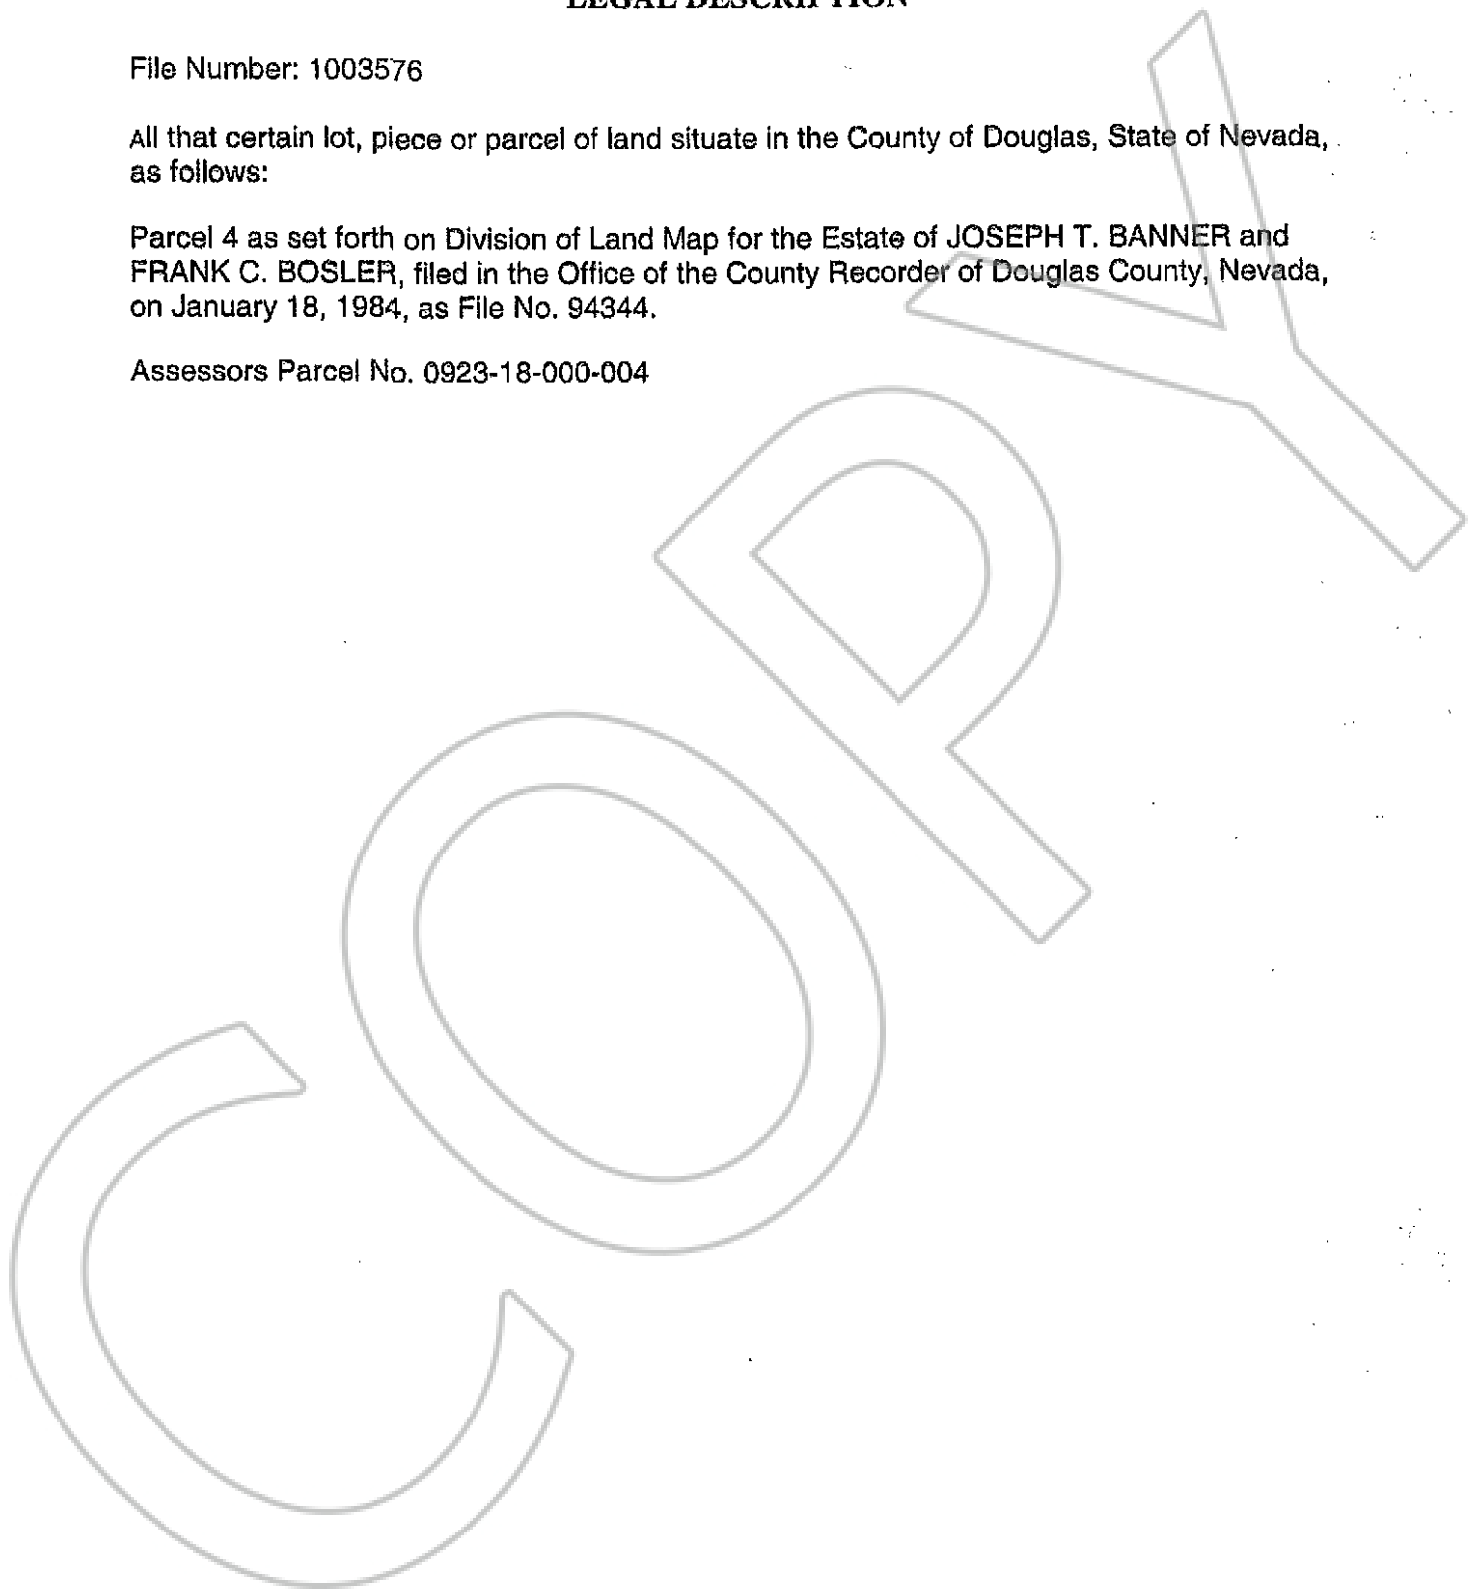 LEGAL DESCRIPTION
File Number: 1003576
All that certain lot, piece or parcel of land situate in the County of Douglas, State of Nevada,
as follows:
Parcel 4 as set forth on Division of Land Map for the Estate of JOSEPH T. BANNER and
FRANK C. BOSLER, filed in the Office of the County Recorder of Douglas County, Nevada,
on January 18, 1984, as File No. 94344.
Assessors Parcel No. 0923-18-000-004
COPY